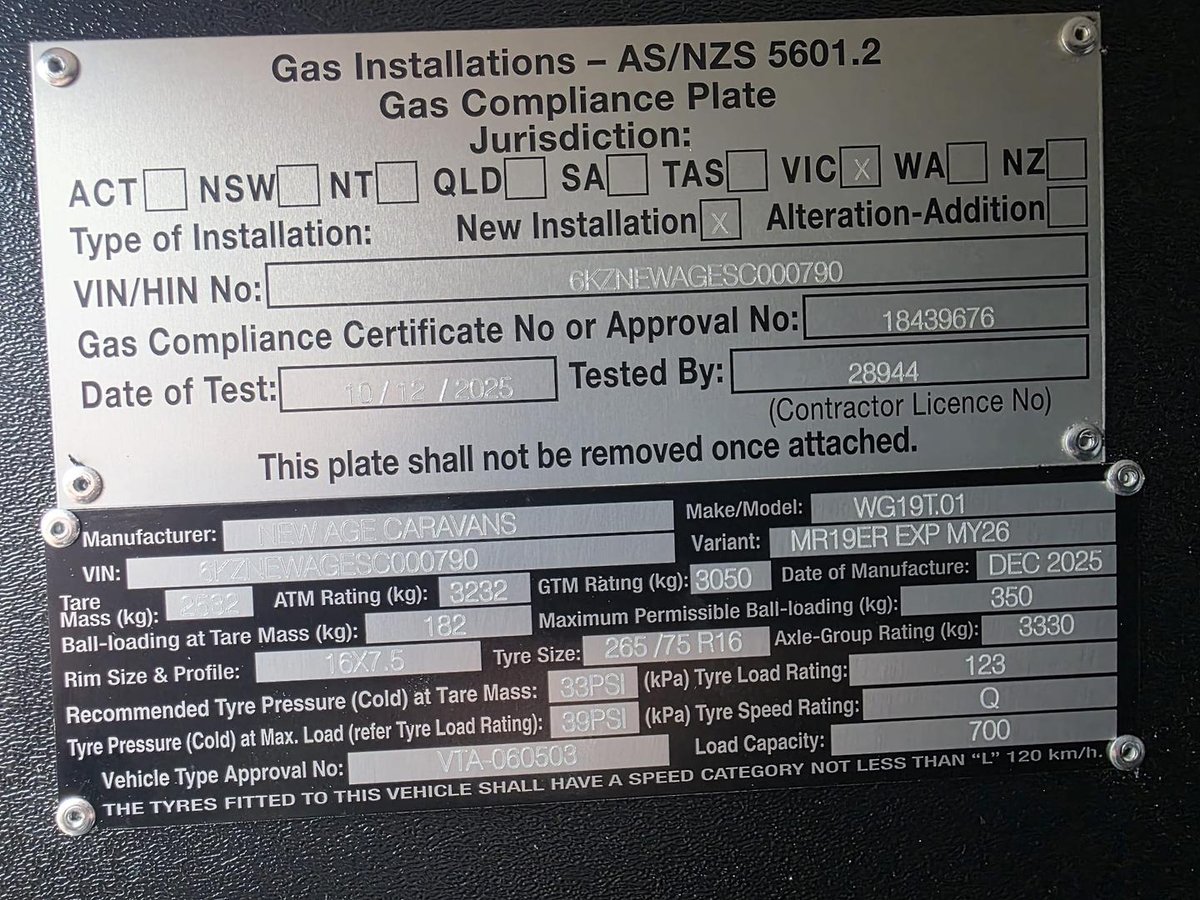 Gas Installations – AS/NZS 5601.2
Gas Compliance Plate
Jurisdiction:
ACT NSW NT QLD SA TAS VIC X WA NZ
Type of Installation: New Installation X Alteration-Addition
VIN/HIN No: 6KZNEWAGESC000790
Gas Compliance Certificate No or Approval No: 18439676
Date of Test: 10/12/2025 Tested By: 28944
(Contractor Licence No)
This plate shall not be removed once attached.
Manufacturer: NEW AGE CARAVANS Make/Model: WG19T.01
VIN: 6KZNEWAGESC000790 Variant: MR19ER EXP MY26
Tare Mass (kg): 2532 ATM Rating (kg): 3232 GTM Rating (kg): 3050 Date of Manufacture: DEC 2025
Ball-loading at Tare Mass (kg): 182 Maximum Permissible Ball-loading (kg): 350
Rim Size & Profile: 16X7.5 Tyre Size: 265/75 R16 Axle-Group Rating (kg): 3330
Recommended Tyre Pressure (Cold) at Tare Mass: 33PSI (kPa) Tyre Load Rating: 123
Tyre Pressure (Cold) at Max. Load (refer Tyre Load Rating): 39PSI (kPa) Tyre Speed Rating: Q
Vehicle Type Approval No: VTA-060503 Load Capacity: 700
THE TYRES FITTED TO THIS VEHICLE SHALL HAVE A SPEED CATEGORY NOT LESS THAN “L” 120 km/h.